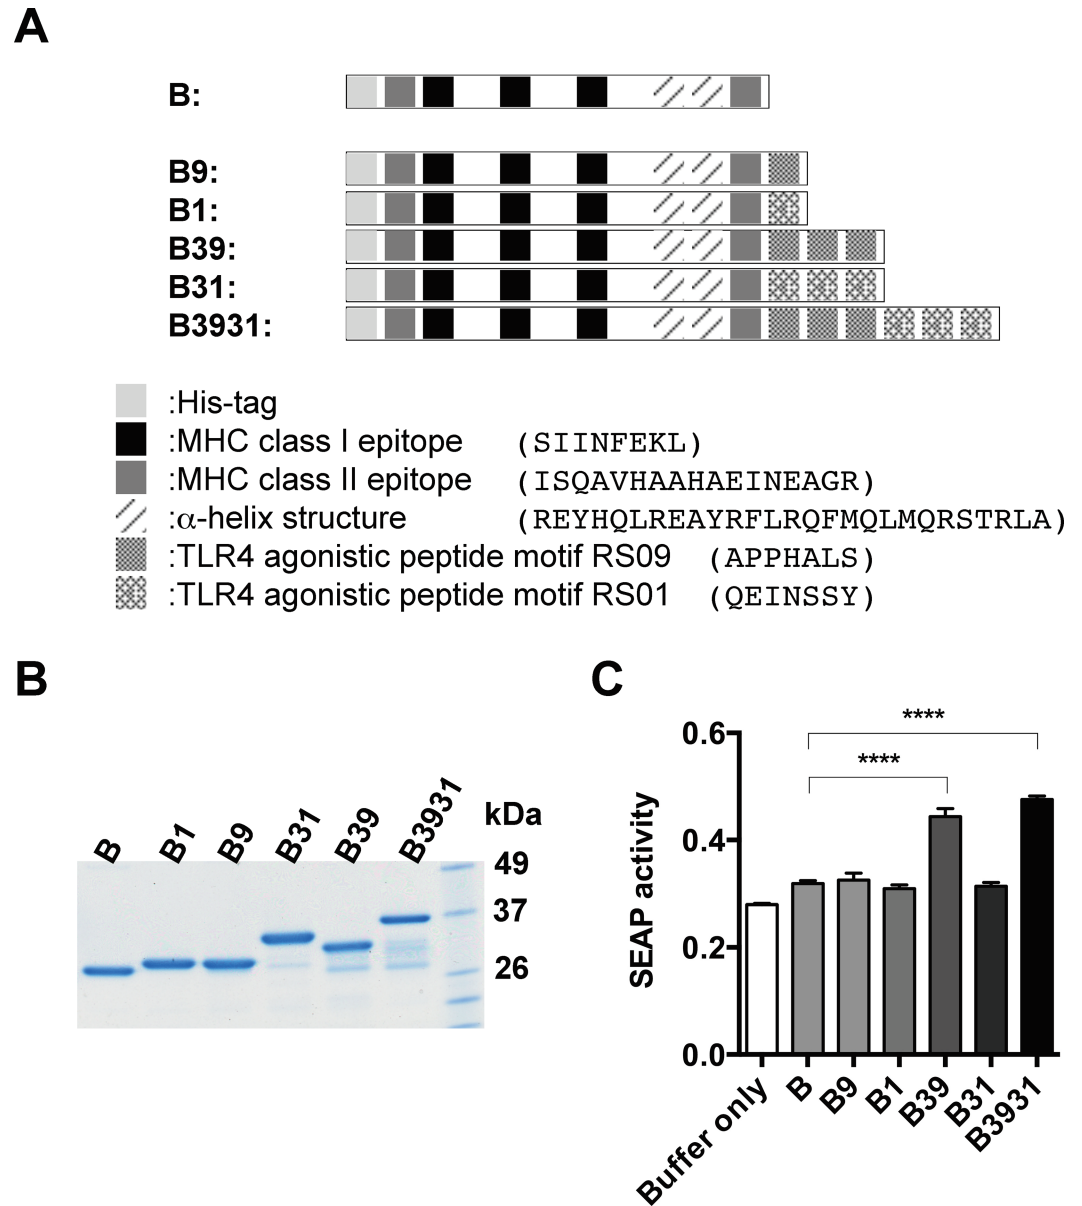 A
B:
B9:
B1:
B39:
B31:
B3931:
:His-tag
:MHC class I epitope (SIINFEKL)
:MHC class II epitope (ISQAVHAAHAEINEAGR)
:α-helix structure (REYHQLREAYRFLRQFMQLMQRSTRLA)
:TLR4 agonistic peptide motif RS09 (APPHALS)
:TLR4 agonistic peptide motif RS01 (QEINSSY)
B
B B1 B9 B31 B39 B3931 kDa
49
37
26
C
****
****
SEAP activity
0.6
0.4
0.2
0.0
Buffer only B B9 B1 B39 B31 B3931